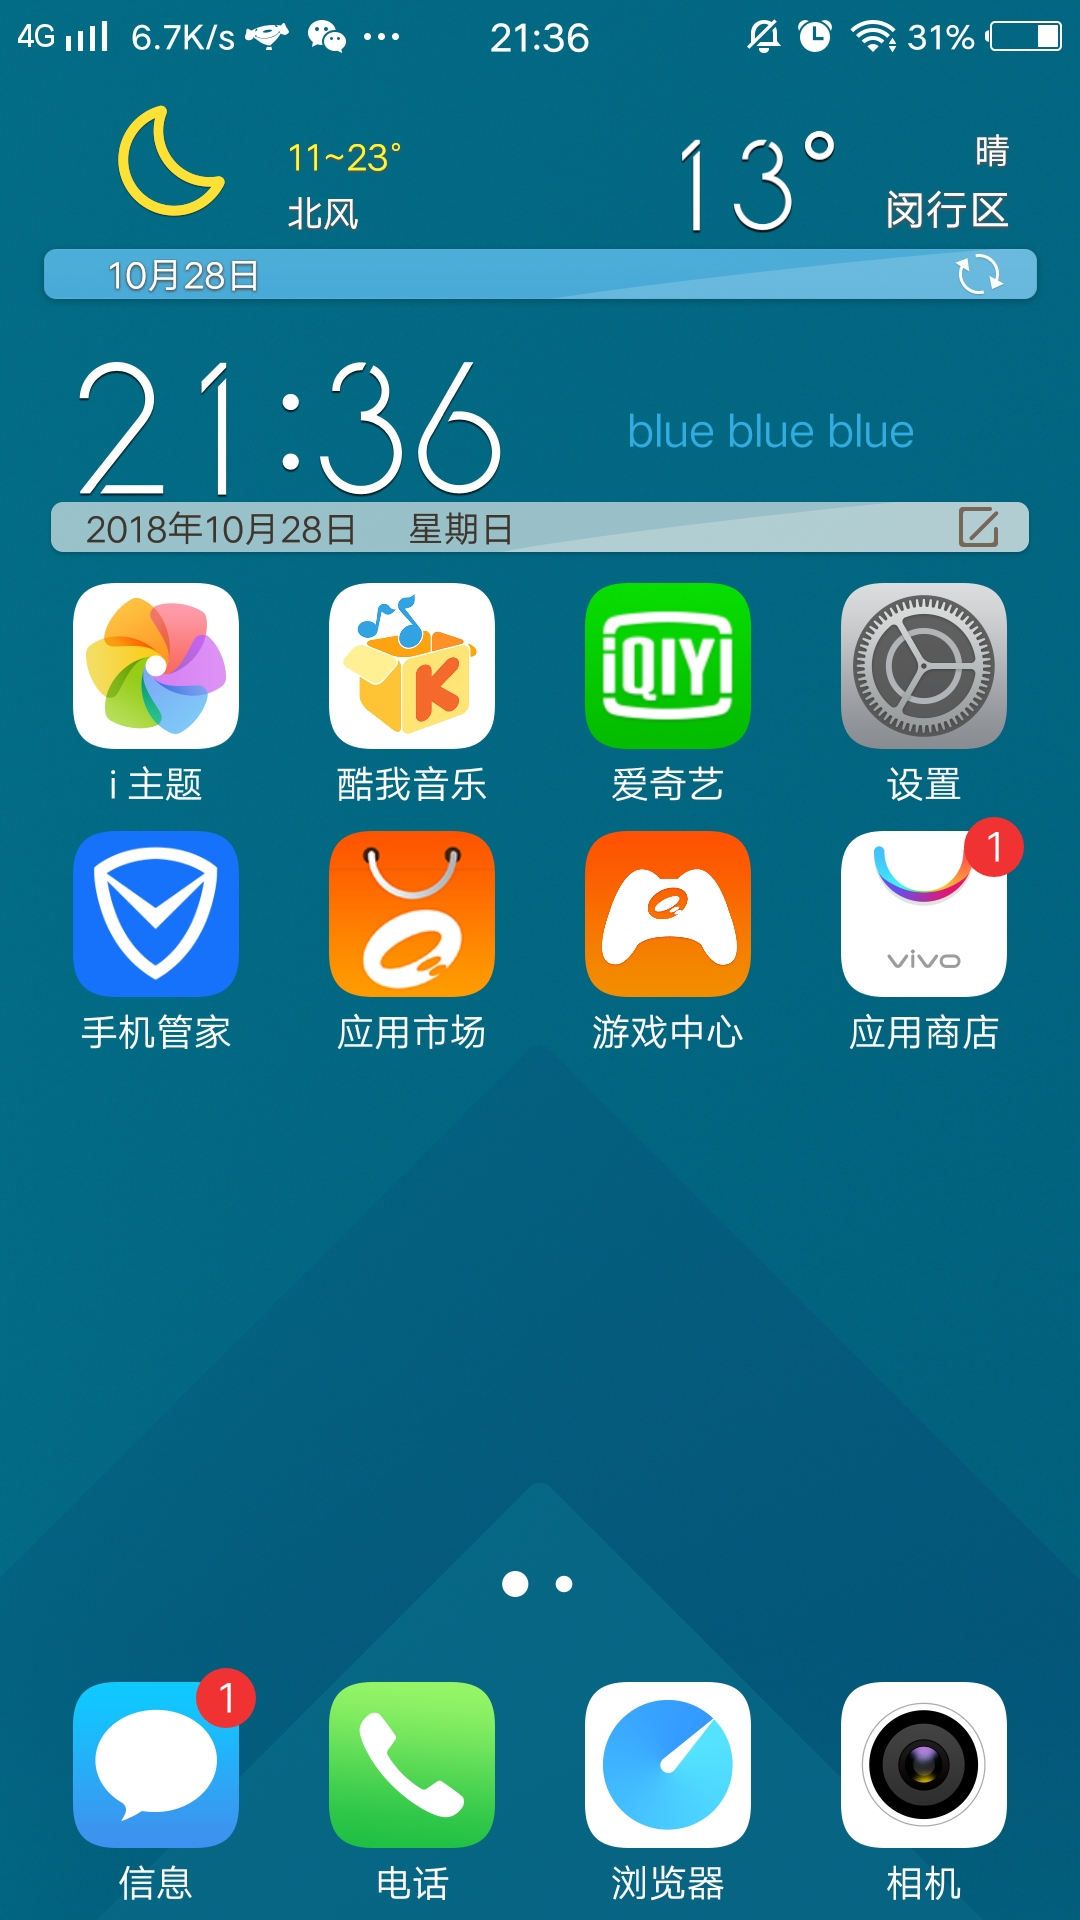 4G 6.7K/s 21:36 31%
11~23°
北风
13°
晴
闵行区
10月28日
21:36
blue blue blue
2018年10月28日 星期日
iQIYI
i 主题 酷我音乐 爱奇艺 设置
1
vivo
手机管家 应用市场 游戏中心 应用商店
1
信息 电话 浏览器 相机